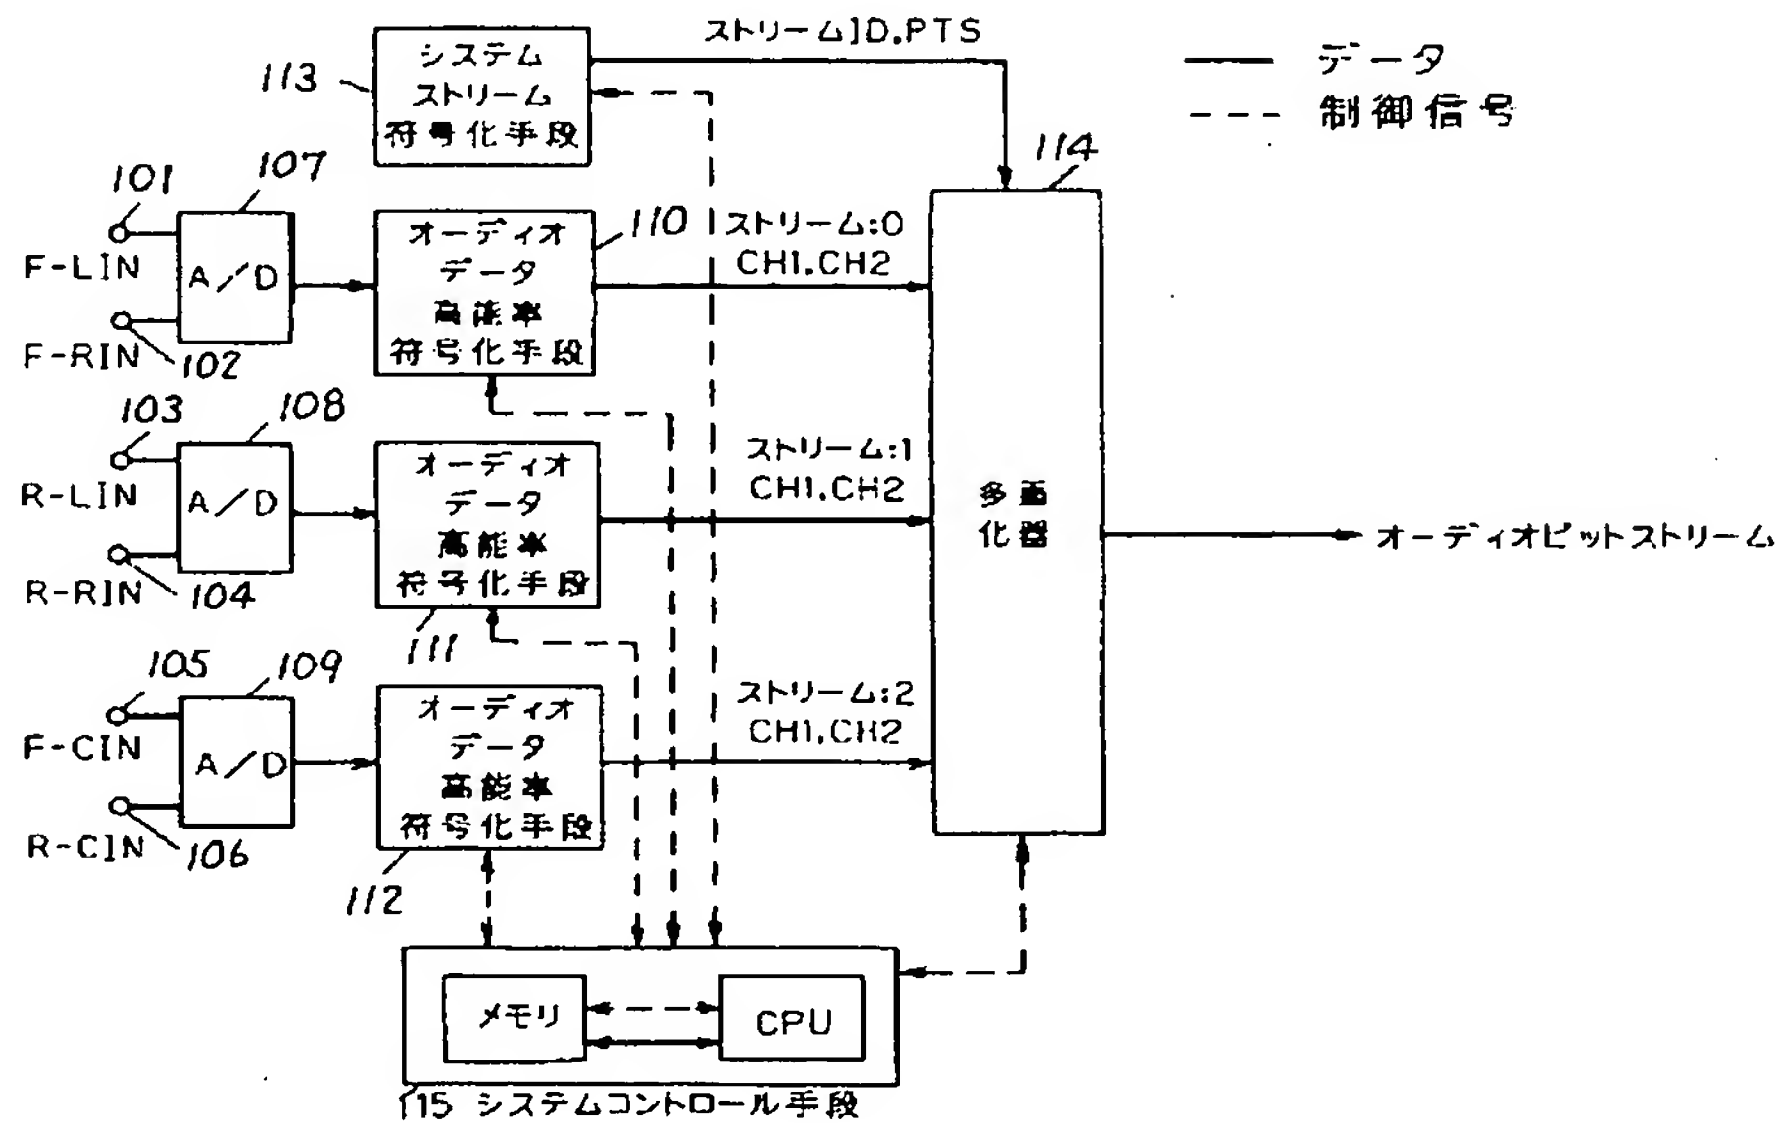 ストリームID.PTS
データ
制御信号
113
システム
ストリーム
符号化手段
114
101
107
F-LIN
A/D
F-RIN
102
オーディオ
データ
高能率
符号化手段
110
ストリーム:0
CH1.CH2
103
108
R-LIN
A/D
R-RIN
104
オーディオ
データ
高能率
符号化手段
111
ストリーム:1
CH1.CH2
多重
化器
オーディオビットストリーム
105
109
F-CIN
A/D
R-CIN
106
オーディオ
データ
高能率
符号化手段
112
ストリーム:2
CH1.CH2
メモリ
CPU
115 システムコントロール手段